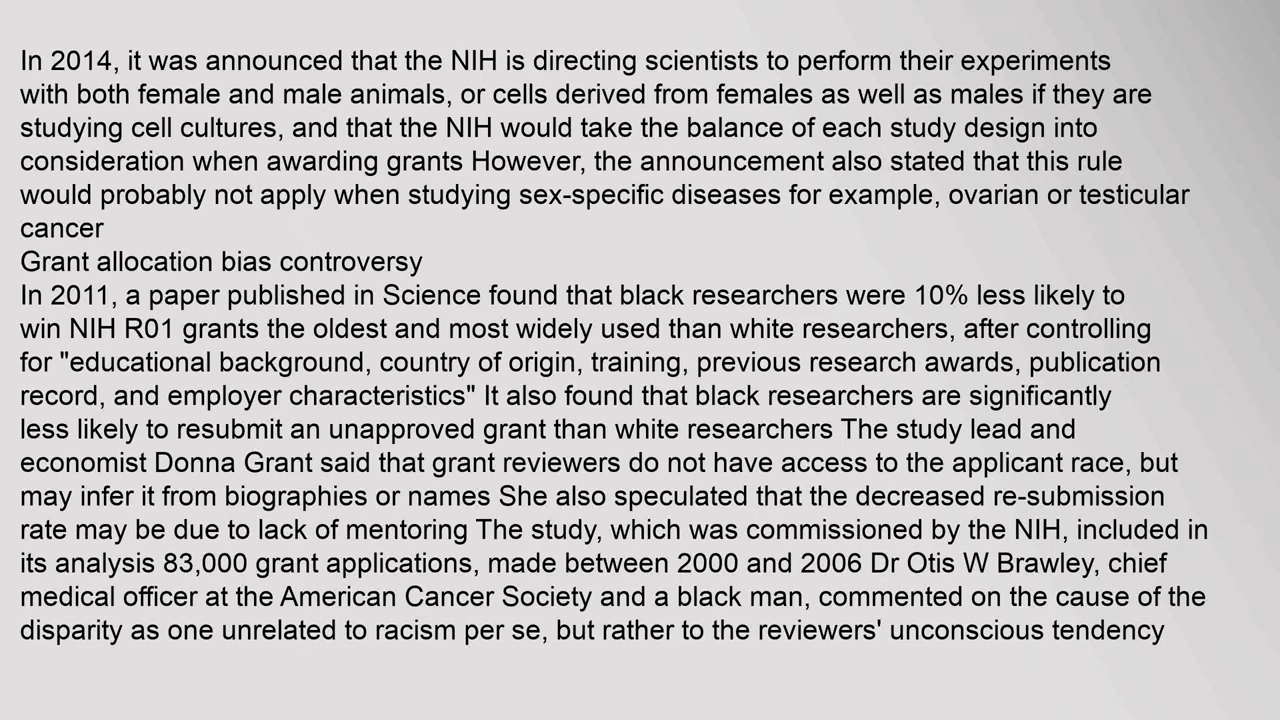 In 2014, it was announced that the NIH is directing scientists to perform their experiments
with both female and male animals, or cells derived from females as well as males if they are
studying cell cultures, and that the NIH would take the balance of each study design into
consideration when awarding grants However, the announcement also stated that this rule
would probably not apply when studying sex-specific diseases for example, ovarian or testicular
cancer
Grant allocation bias controversy
In 2011, a paper published in Science found that black researchers were 10% less likely to
win NIH R01 grants the oldest and most widely used than white researchers, after controlling
for "educational background, country of origin, training, previous research awards, publication
record, and employer characteristics" It also found that black researchers are significantly
less likely to resubmit an unapproved grant than white researchers The study lead and
economist Donna Grant said that grant reviewers do not have access to the applicant race, but
may infer it from biographies or names She also speculated that the decreased re-submission
rate may be due to lack of mentoring The study, which was commissioned by the NIH, included in
its analysis 83,000 grant applications, made between 2000 and 2006 Dr Otis W Brawley, chief
medical officer at the American Cancer Society and a black man, commented on the cause of the
disparity as one unrelated to racism per se, but rather to the reviewers' unconscious tendency